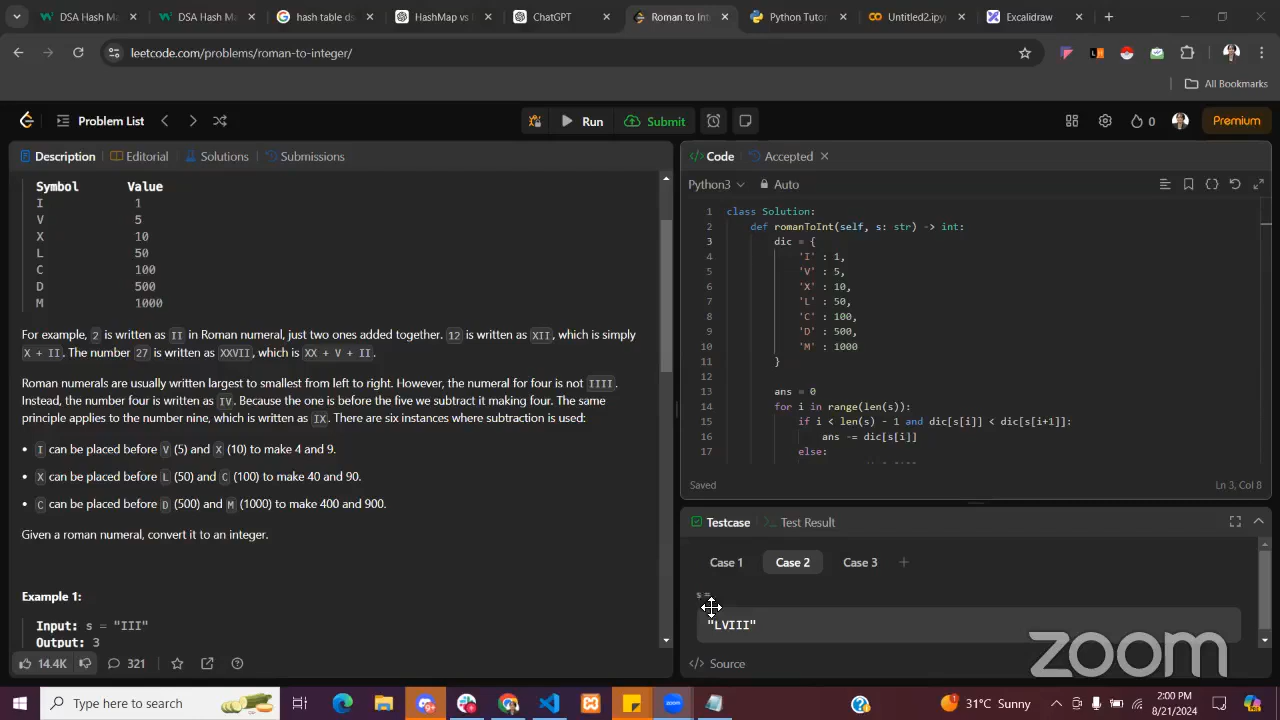 DSA Hash Ma
DSA Hash Ma
hash table ds
HashMap vs
ChatGPT
Roman to Int
Python Tutor
Untitled2.ipy
Excalidraw
leetcode.com/problems/roman-to-integer/
All Bookmarks
Problem List
Run
Submit
0
Premium
Description
Editorial
Solutions
Submissions
Symbol Value
I 1
V 5
X 10
L 50
C 100
D 500
M 1000
For example, 2 is written as II in Roman numeral, just two ones added together. 12 is written as XII, which is simply
X + II. The number 27 is written as XXVII, which is XX + V + II.
Roman numerals are usually written largest to smallest from left to right. However, the numeral for four is not IIII.
Instead, the number four is written as IV. Because the one is before the five we subtract it making four. The same
principle applies to the number nine, which is written as IX. There are six instances where subtraction is used:
• I can be placed before V (5) and X (10) to make 4 and 9.
• X can be placed before L (50) and C (100) to make 40 and 90.
• C can be placed before D (500) and M (1000) to make 400 and 900.
Given a roman numeral, convert it to an integer.
Example 1:
Input: s = "III"
Output: 3
14.4K
321
Code
Accepted
Python3
Auto
1 class Solution:
2 def romanToInt(self, s: str) -> int:
3 dic = {
4 'I' : 1,
5 'V' : 5,
6 'X' : 10,
7 'L' : 50,
8 'C' : 100,
9 'D' : 500,
10 'M' : 1000
11 }
12
13 ans = 0
14 for i in range(len(s)):
15 if i < len(s) - 1 and dic[s[i]] < dic[s[i+1]]:
16 ans -= dic[s[i]]
17 else:
Saved
Ln 3, Col 8
Testcase
Test Result
Case 1
Case 2
Case 3
s =
"LVIII"
Source
zoom
Type here to search
zoom
31°C Sunny
2:00 PM
8/21/2024